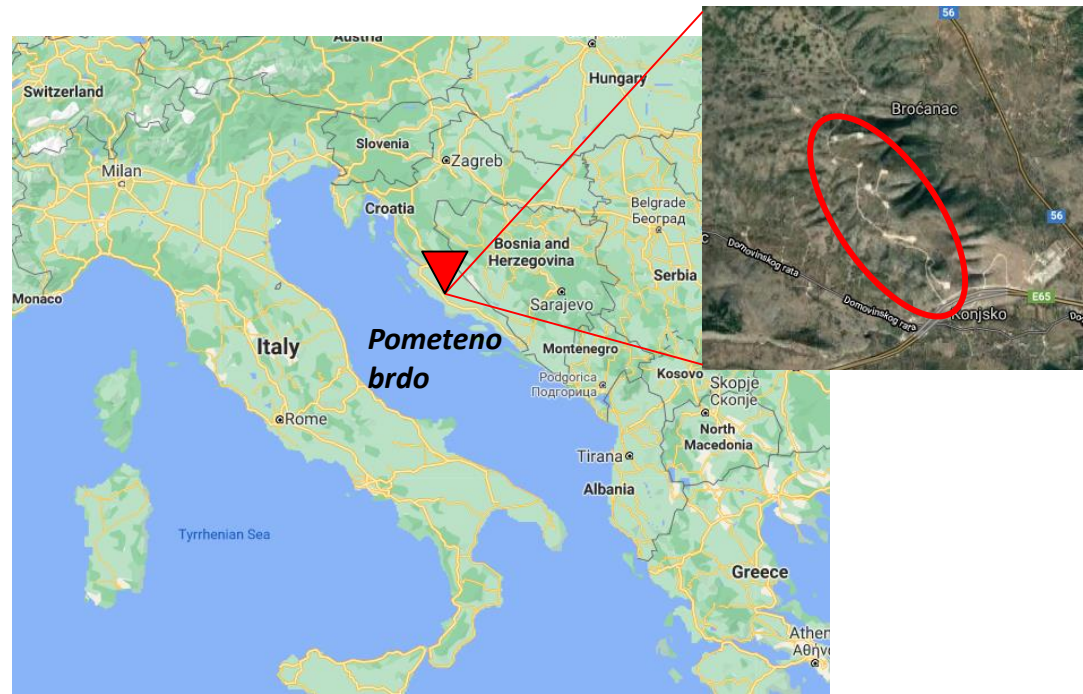 Austria
Switzerland
Hungary
Slovenia
Zagreb
Milan
Croatia
Belgrade
Београд
Bosnia and
Herzegovina
Serbia
Monaco
Sarajevo
Italy
Pometeno
brdo
Montenegro
Kosovo
Podgorica
Подгорица
Skopje
Скопје
Rome
North
Macedonia
Tirana
Albania
Tyrrhenian Sea
Greece
Athen
Αθήν
56
Broćanac
56
C
Domovinskog rata
E65
Domovinskog rata
Konjsko
Do